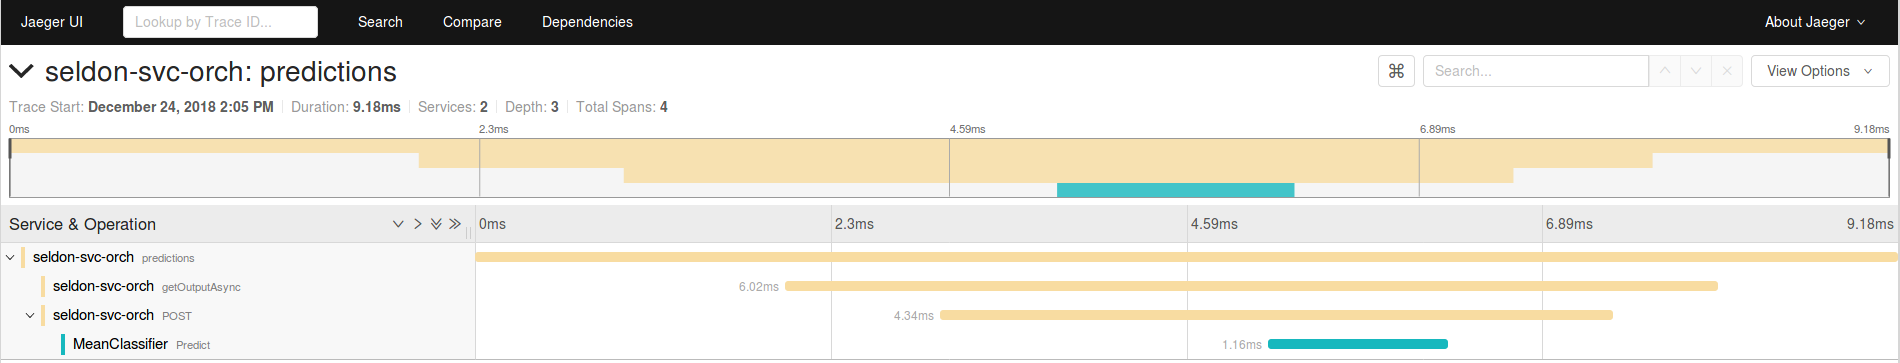 Jaeger UI Lookup by Trace ID... Search Compare Dependencies About Jaeger
seldon-svc-orch: predictions ⌘ Search... View Options
Trace Start: December 24, 2018 2:05 PM Duration: 9.18ms Services: 2 Depth: 3 Total Spans: 4
0ms 2.3ms 4.59ms 6.89ms 9.18ms
Service & Operation 0ms 2.3ms 4.59ms 6.89ms 9.18ms
seldon-svc-orch predictions
seldon-svc-orch getOutputAsync 6.02ms
seldon-svc-orch POST 4.34ms
MeanClassifier Predict 1.16ms